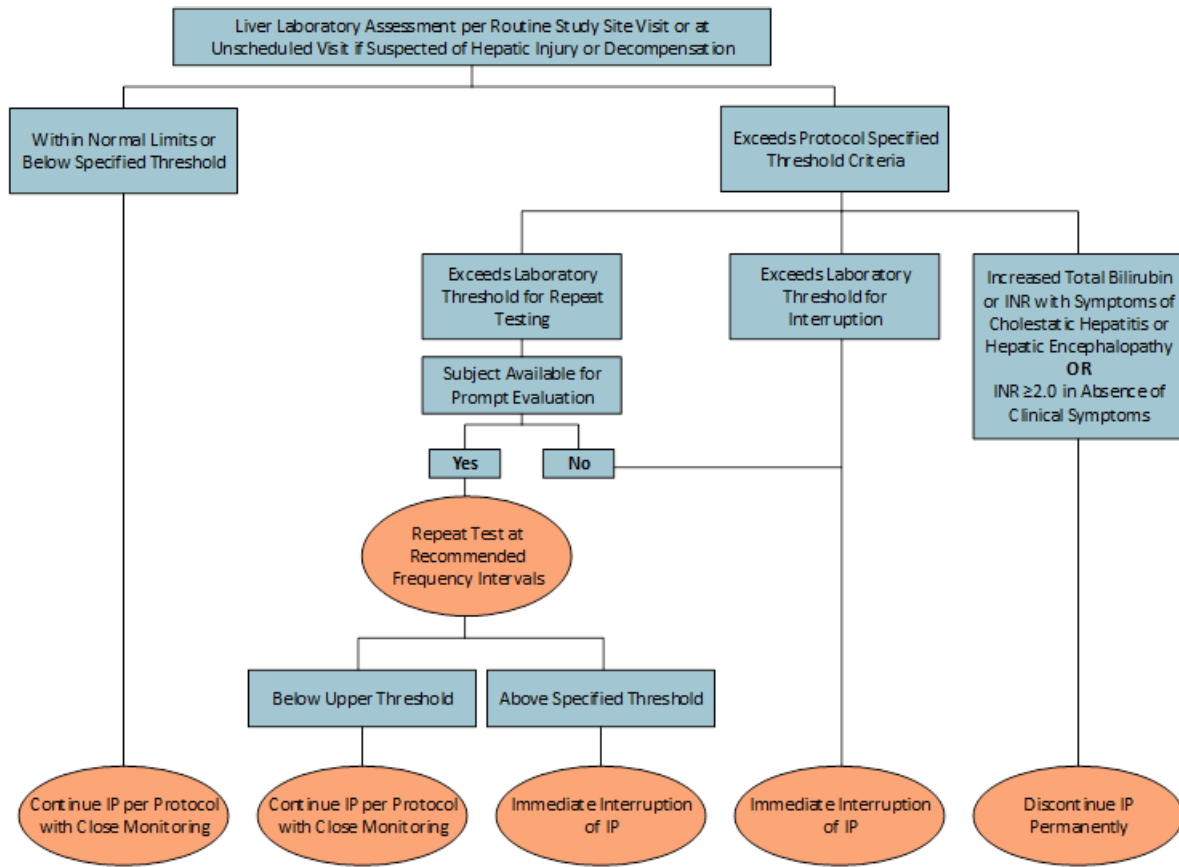 Liver Laboratory Assessment per Routine Study Site Visit or at
Unscheduled Visit if Suspected of Hepatic Injury or Decompensation
Within Normal Limits or
Below Specified Threshold
Exceeds Protocol Specified
Threshold Criteria
Exceeds Laboratory
Threshold for Repeat
Testing
Exceeds Laboratory
Threshold for
Interruption
Increased Total Bilirubin
or INR with Symptoms of
Cholestatic Hepatitis or
Hepatic Encephalopathy
OR
INR ≥2.0 in Absence of
Clinical Symptoms
Subject Available for
Prompt Evaluation
Yes
No
Repeat Test at
Recommended
Frequency Intervals
Below Upper Threshold
Above Specified Threshold
Continue IP per Protocol
with Close Monitoring
Continue IP per Protocol
with Close Monitoring
Immediate Interruption
of IP
Immediate Interruption
of IP
Discontinue IP
Permanently